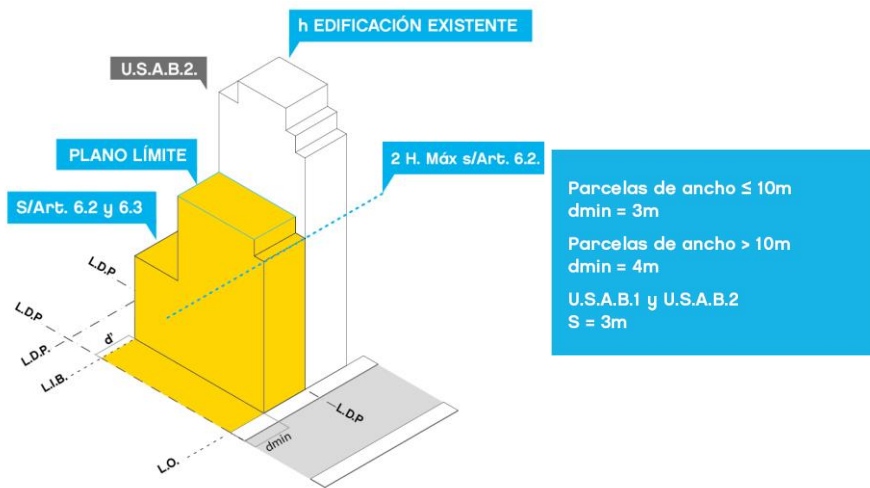 h EDIFICACIÓN EXISTENTE
U.S.A.B.2.
PLANO LÍMITE
2 H. Máx s/Art. 6.2.
S/Art. 6.2 y 6.3
L.D.P
L.D.P
L.D.P.
d'
L.I.B.
L.D.P
dmin
L.O.
Parcelas de ancho ≤ 10m
dmin = 3m
Parcelas de ancho > 10m
dmin = 4m
U.S.A.B.1 y U.S.A.B.2
S = 3m